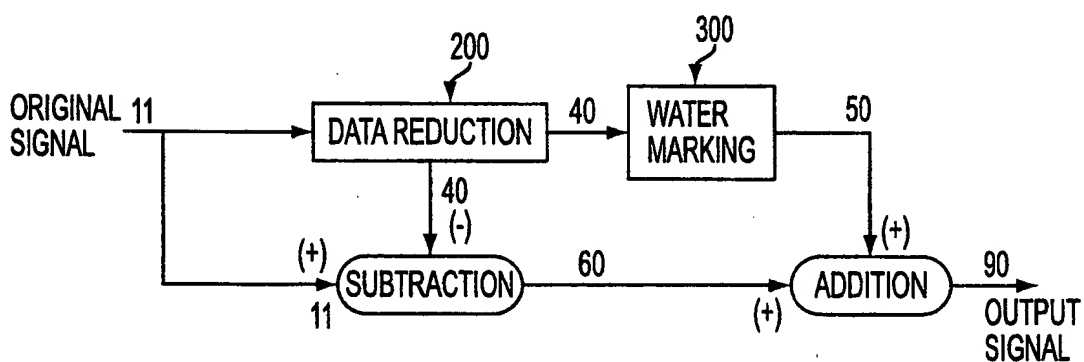 200
300
ORIGINAL 11
SIGNAL
DATA REDUCTION
40
WATER
MARKING
50
40
(-)
(+)
(+)
SUBTRACTION
60
ADDITION
90
11
(+)
OUTPUT
SIGNAL